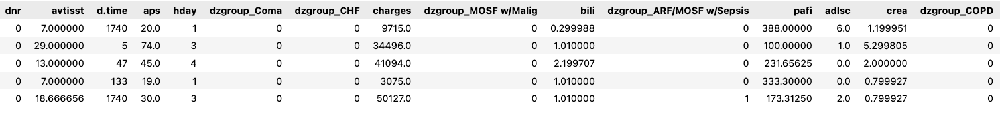 dnr avtisst d.time aps hday dzgroup_Coma dzgroup_CHF charges dzgroup_MOSF w/Malig bili dzgroup_ARF/MOSF w/Sepsis pafi adlsc crea dzgroup_COPD
0 7.000000 1740 20.0 1 0 0 9715.0 0 0.299988 0 388.00000 6.0 1.199951 0
0 29.000000 5 74.0 3 0 0 34496.0 0 1.010000 0 100.00000 1.0 5.299805 0
0 13.000000 47 45.0 4 0 0 41094.0 0 2.199707 0 231.65625 0.0 2.000000 0
0 7.000000 133 19.0 1 0 0 3075.0 0 1.010000 0 333.30000 0.0 0.799927 0
0 18.666656 1740 30.0 3 0 0 50127.0 0 1.010000 1 173.31250 2.0 0.799927 0